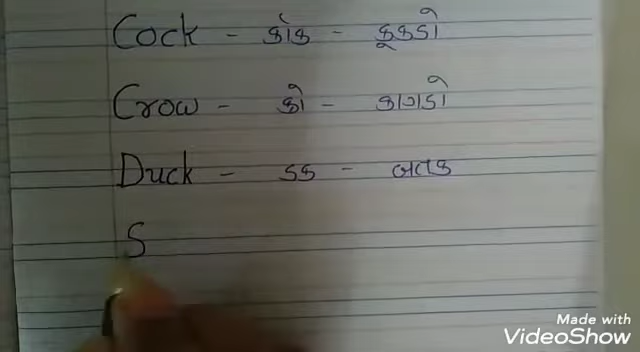 Cock - કૉક - કૂકડો
Crow - ક્રો - કાગડો
Duck - ડક - બતક
S
Made with
VideoShow